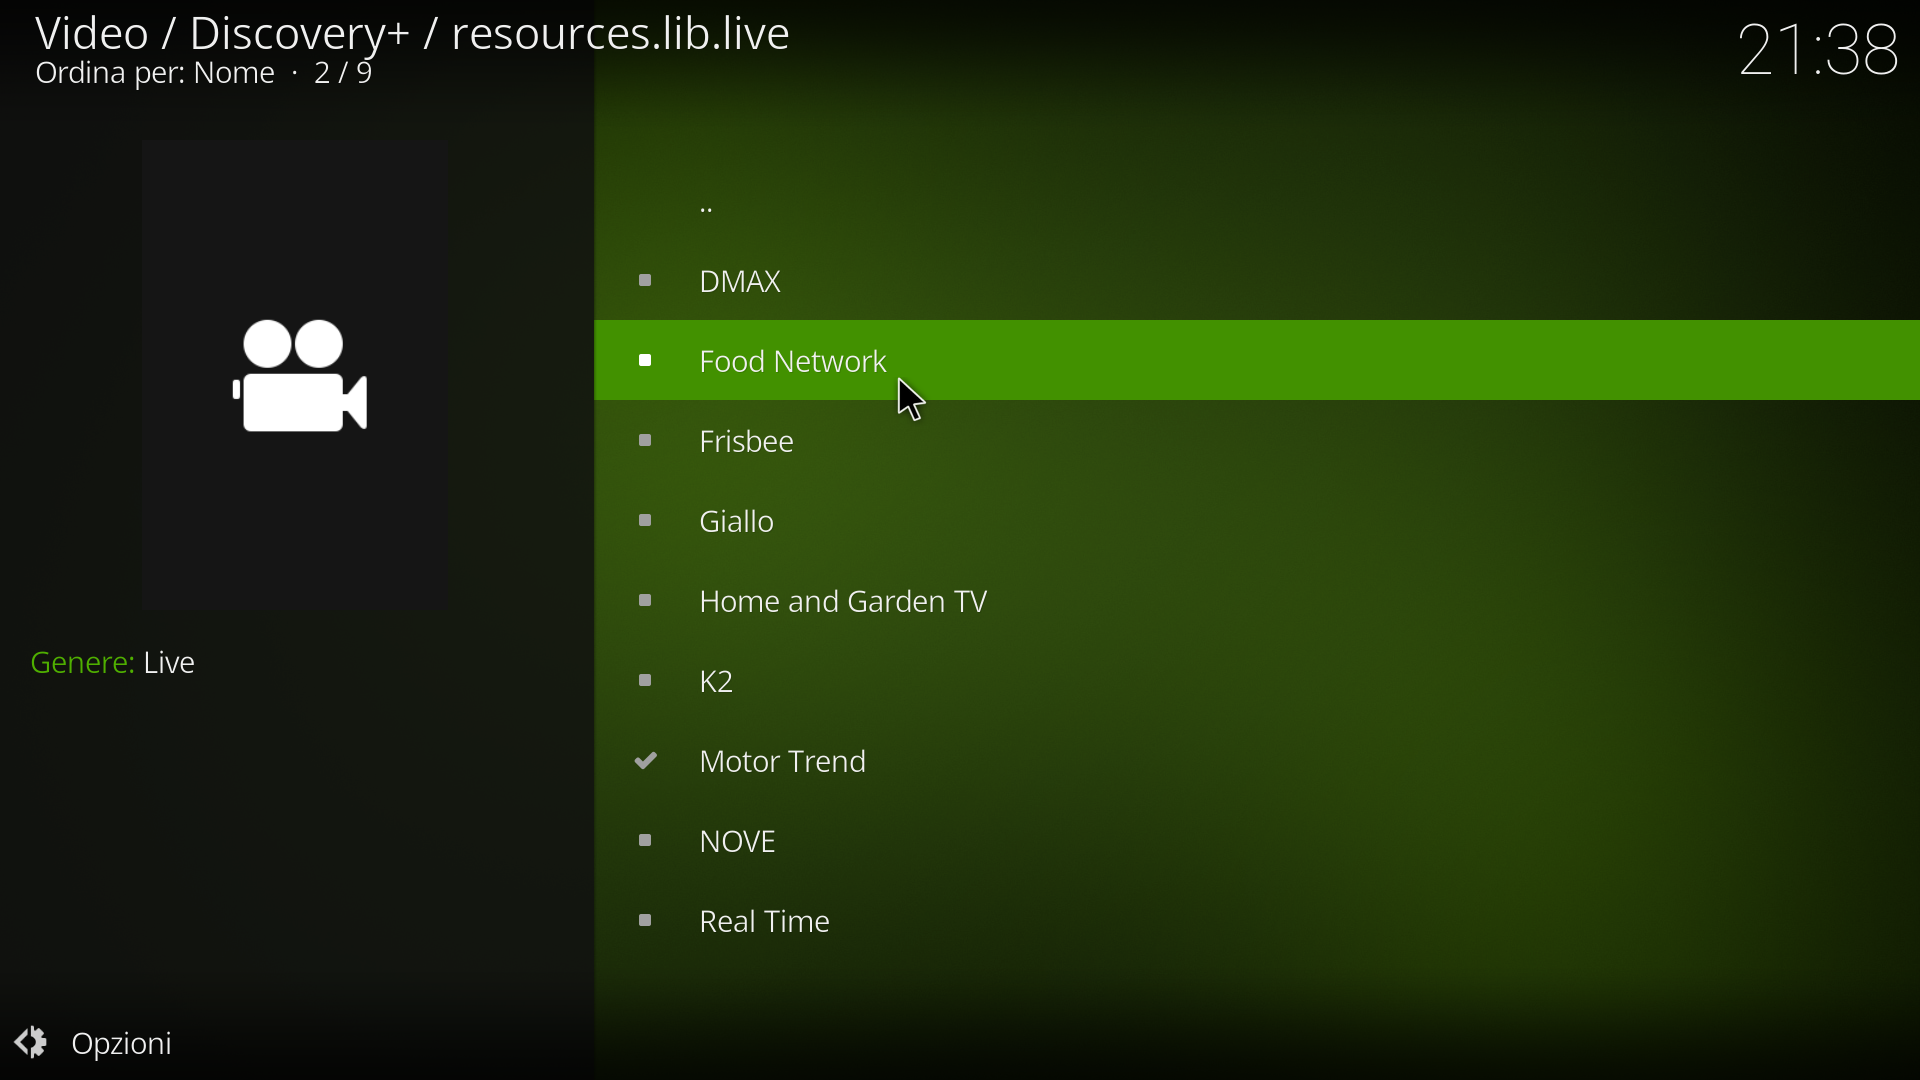 Video / Discovery+ / resources.lib.live
Ordina per: Nome · 2 / 9
21:38
..
DMAX
Food Network
Frisbee
Giallo
Home and Garden TV
K2
Motor Trend
NOVE
Real Time
Genere: Live
Opzioni